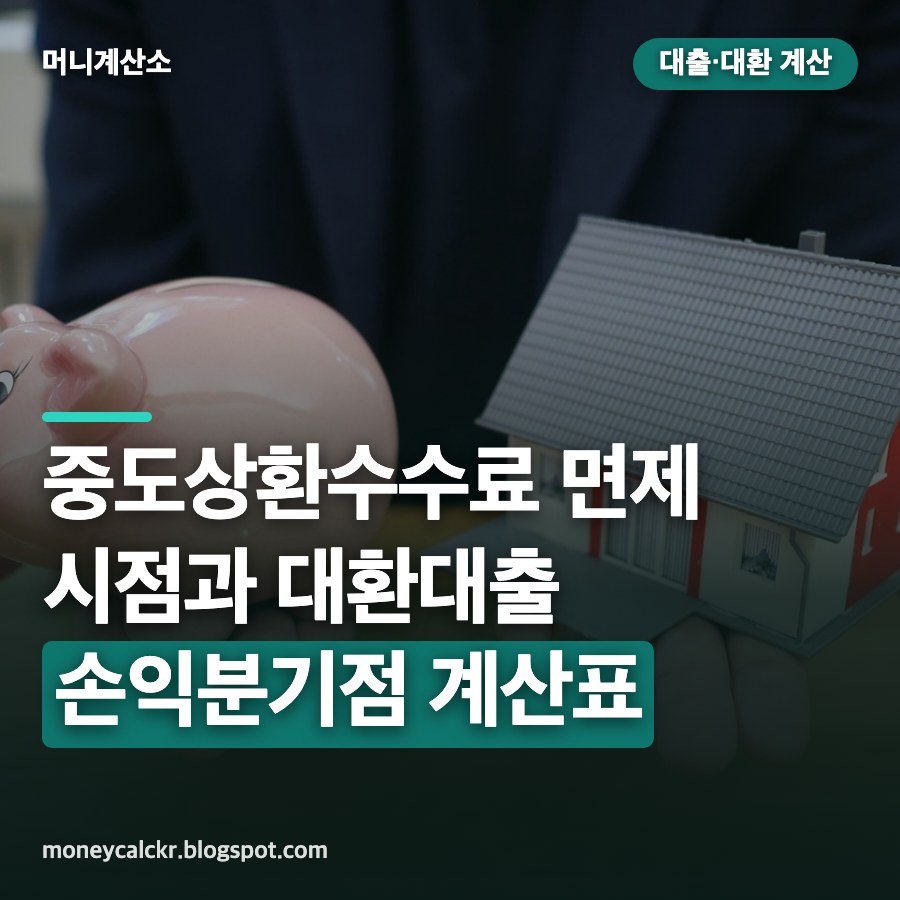 머니계산소
대출·대환 계산
중도상환수수료 면제
시점과 대환대출
손익분기점 계산표
moneycalckr.blogspot.com